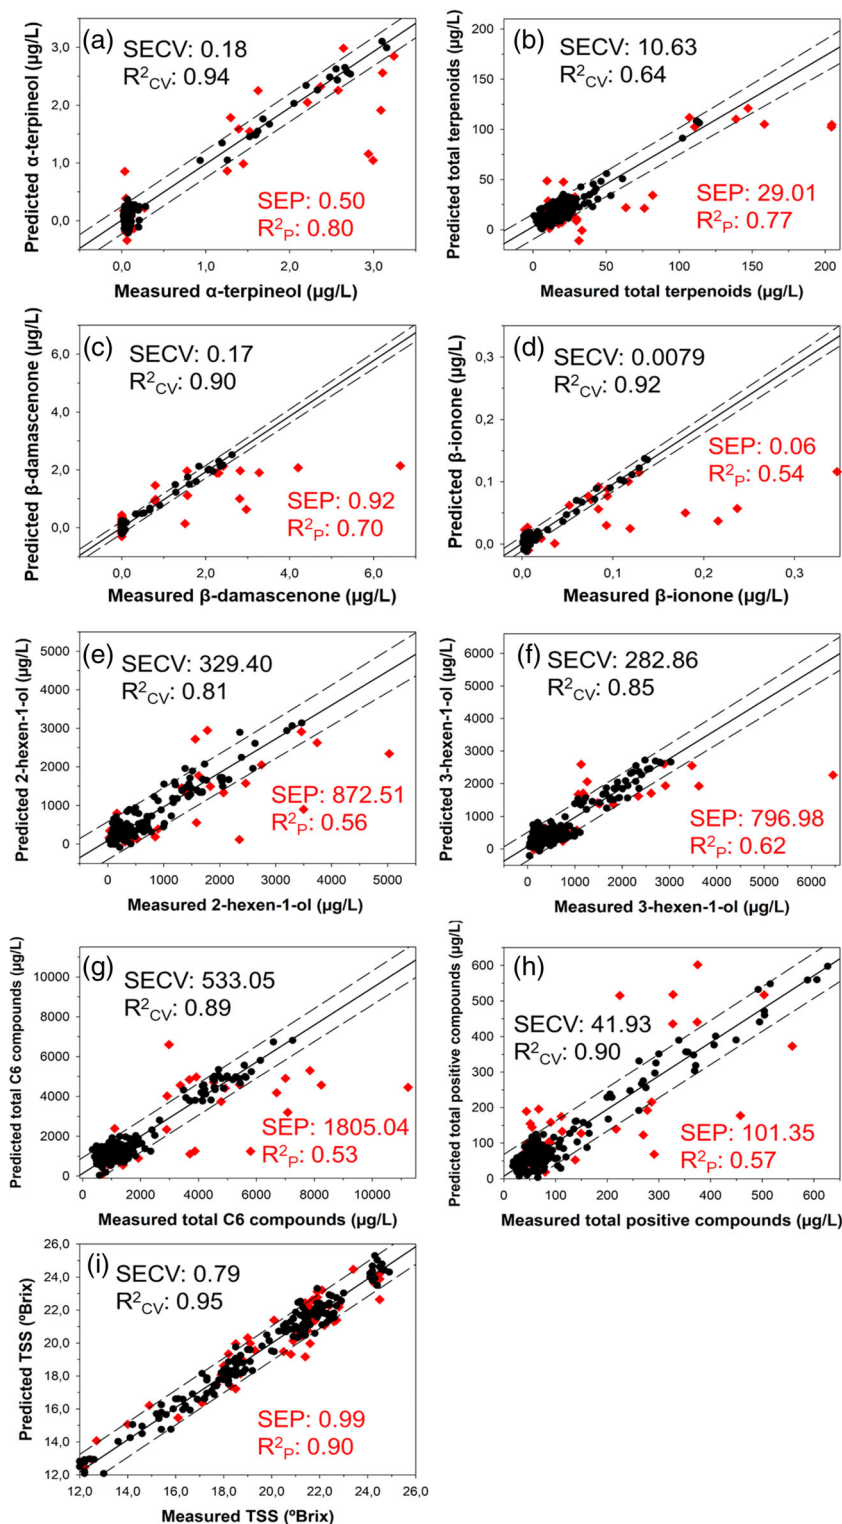 (a)
SECV: 0.18
R²CV: 0.94
SEP: 0.50
R²P: 0.80
Predicted α-terpineol (µg/L)
3,0
2,0
1,0
0,0
0,0 1,0 2,0 3,0
Measured α-terpineol (µg/L)
(b)
SECV: 10.63
R²CV: 0.64
SEP: 29.01
R²P: 0.77
Predicted total terpenoids (µg/L)
200
150
100
50
0
0 50 100 150 200
Measured total terpenoids (µg/L)
(c)
SECV: 0.17
R²CV: 0.90
SEP: 0.92
R²P: 0.70
Predicted β-damascenone (µg/L)
6,0
4,0
2,0
0,0
0,0 2,0 4,0 6,0
Measured β-damascenone (µg/L)
(d)
SECV: 0.0079
R²CV: 0.92
SEP: 0.06
R²P: 0.54
Predicted β-ionone (µg/L)
0,3
0,2
0,1
0,0
0,0 0,1 0,2 0,3
Measured β-ionone (µg/L)
(e)
SECV: 329.40
R²CV: 0.81
SEP: 872.51
R²P: 0.56
Predicted 2-hexen-1-ol (µg/L)
5000
4000
3000
2000
1000
0
0 1000 2000 3000 4000 5000
Measured 2-hexen-1-ol (µg/L)
(f)
SECV: 282.86
R²CV: 0.85
SEP: 796.98
R²P: 0.62
Predicted 3-hexen-1-ol (µg/L)
6000
5000
4000
3000
2000
1000
0
0 1000 2000 3000 4000 5000 6000
Measured 3-hexen-1-ol (µg/L)
(g)
SECV: 533.05
R²CV: 0.89
SEP: 1805.04
R²P: 0.53
Predicted total C6 compounds (µg/L)
10000
8000
6000
4000
2000
0
0 2000 4000 6000 8000 10000
Measured total C6 compounds (µg/L)
(h)
SECV: 41.93
R²CV: 0.90
SEP: 101.35
R²P: 0.57
Predicted total positive compounds (µg/L)
600
500
400
300
200
100
0
0 100 200 300 400 500 600
Measured total positive compounds (µg/L)
(i)
SECV: 0.79
R²CV: 0.95
SEP: 0.99
R²P: 0.90
Predicted TSS (ºBrix)
26,0
24,0
22,0
20,0
18,0
16,0
14,0
12,0
12,0 14,0 16,0 18,0 20,0 22,0 24,0 26,0
Measured TSS (ºBrix)